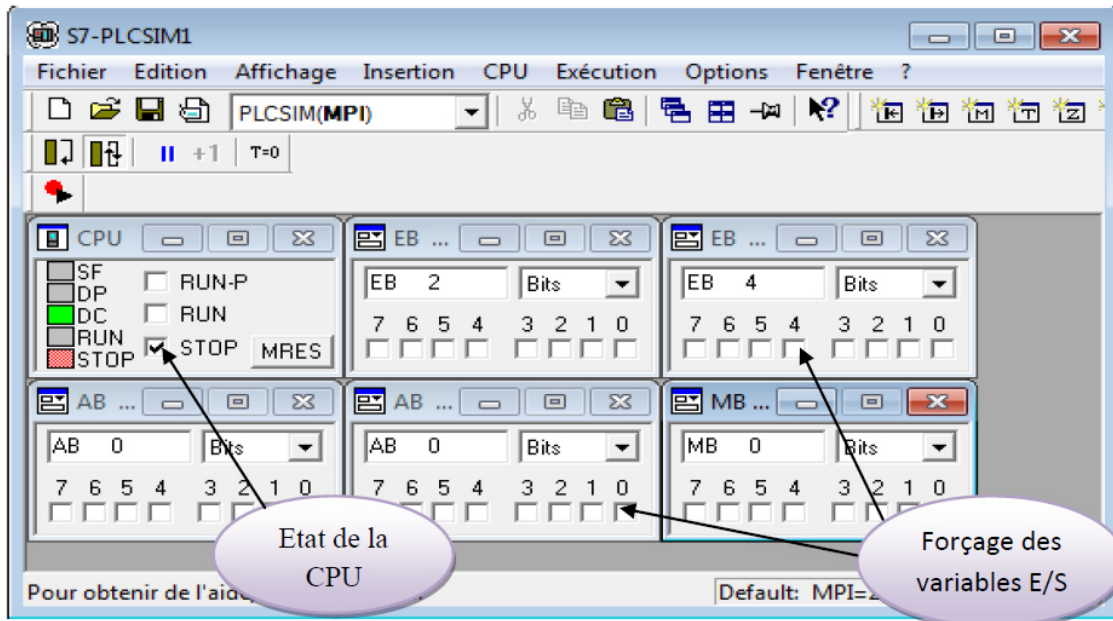 S7-PLCSIM1
Fichier Edition Affichage Insertion CPU Exécution Options Fenêtre ?
PLCSIM(MPI)
+1 T=0
CPU
SF
DP
DC
RUN
STOP
RUN-P
RUN
STOP MRES
EB ...
EB 2 Bits
7 6 5 4 3 2 1 0
EB ...
EB 4 Bits
7 6 5 4 3 2 1 0
AB ...
AB 0 Bits
7 6 5 4 3 2 1 0
AB ...
AB 0 Bits
7 6 5 4 3 2 1 0
MB ...
MB 0 Bits
7 6 5 4 3 2 1 0
Etat de la
CPU
Forçage des
variables E/S
Pour obtenir de l'aide
Default: MPI=2